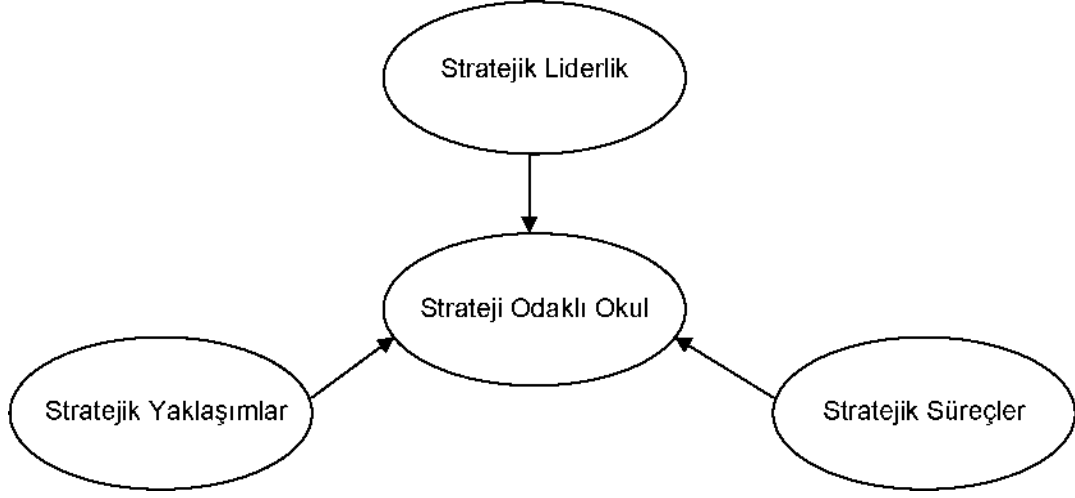 Stratejik Liderlik
Strateji Odaklı Okul
Stratejik Yaklaşımlar
Stratejik Süreçler